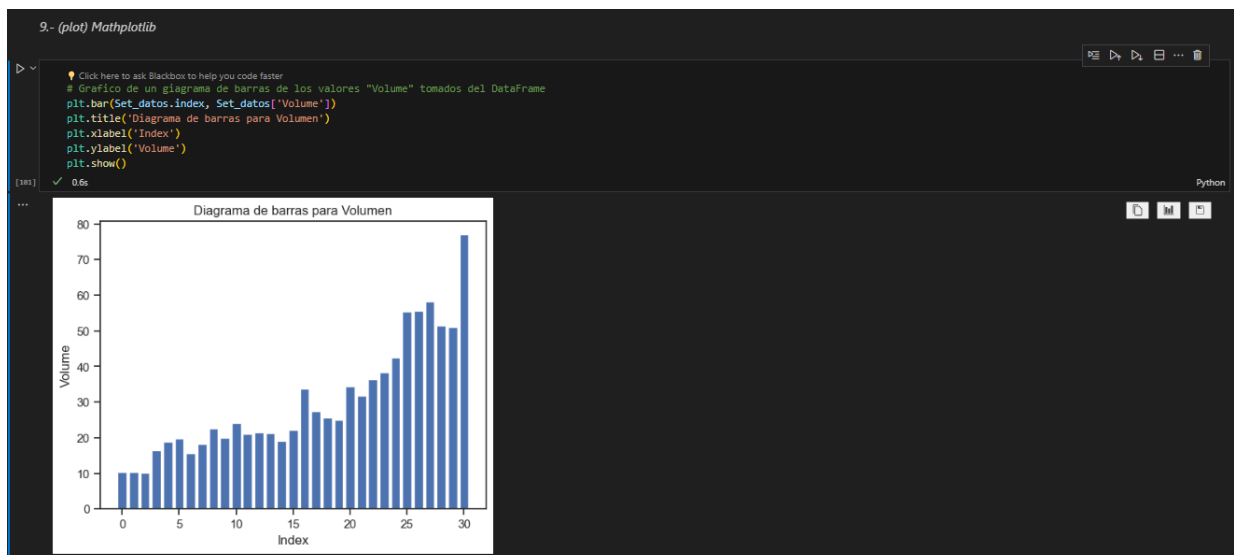 9.- (plot) Mathplotlib
Click here to ask Blackbox to help you code faster
# Grafico de un giagrama de barras de los valores "Volume" tomados del DataFrame
plt.bar(Set_datos.index, Set_datos['Volume'])
plt.title('Diagrama de barras para Volumen')
plt.xlabel('Index')
plt.ylabel('Volume')
plt.show()
[101] 0.6s Python
Diagrama de barras para Volumen
80
70
60
50
40
30
20
10
0
Volume
0 5 10 15 20 25 30
Index